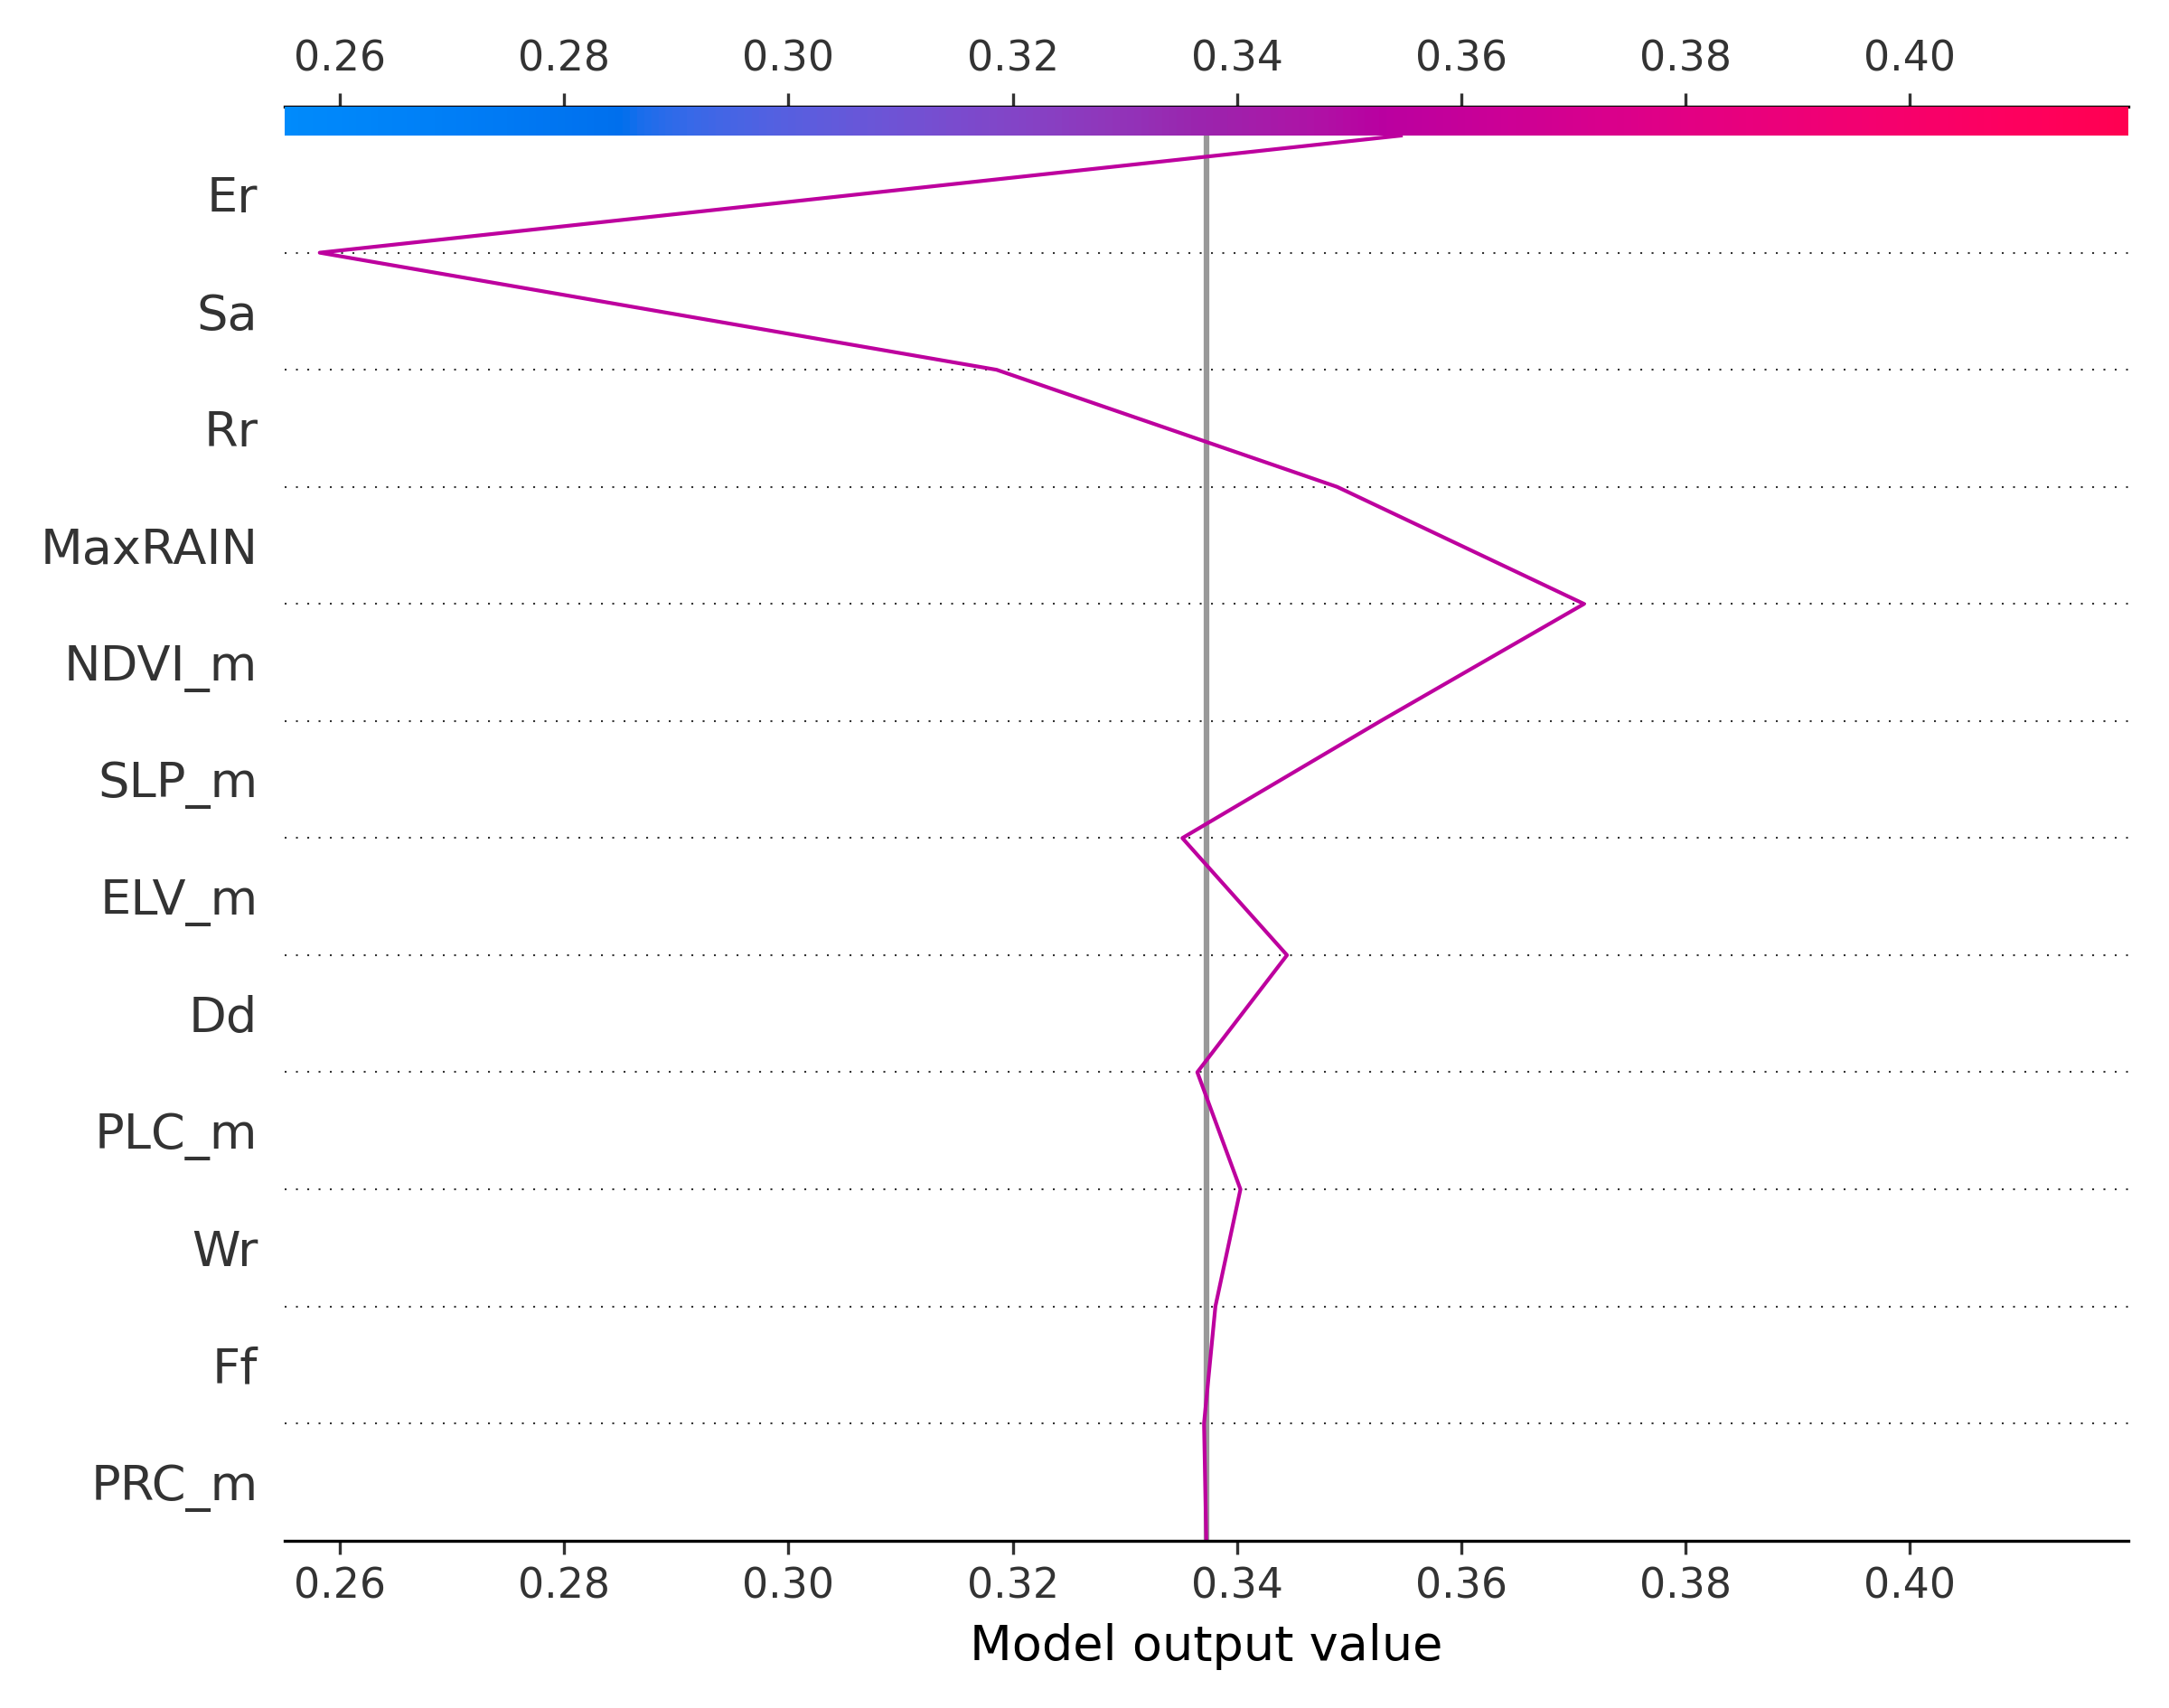 0.26 0.28 0.30 0.32 0.34 0.36 0.38 0.40
Er
Sa
Rr
MaxRAIN
NDVI_m
SLP_m
ELV_m
Dd
PLC_m
Wr
Ff
PRC_m
0.26 0.28 0.30 0.32 0.34 0.36 0.38 0.40
Model output value